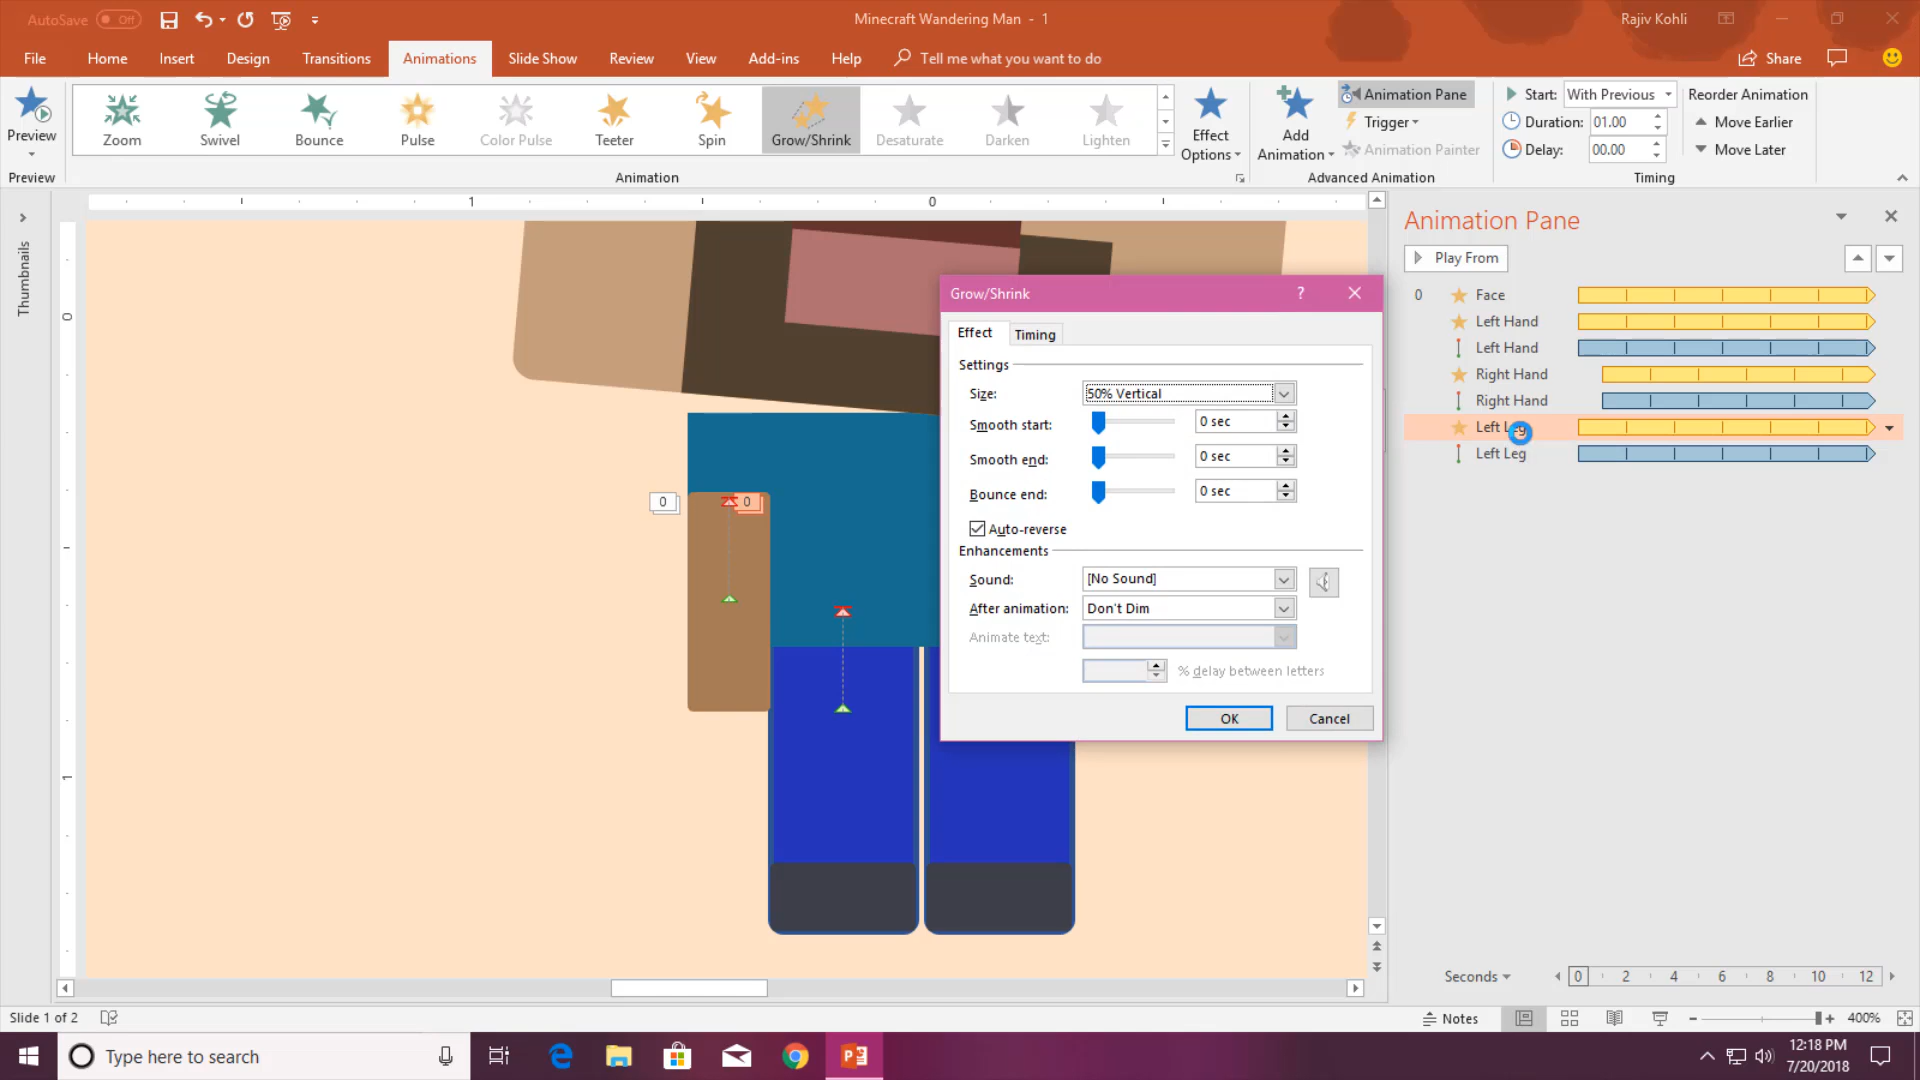 AutoSave Off
Minecraft Wandering Man - 1
Rajiv Kohli
File Home Insert Design Transitions Animations Slide Show Review View Add-ins Help Tell me what you want to do Share
Preview
Preview
Zoom Swivel Bounce Pulse Color Pulse Teeter Spin Grow/Shrink Desaturate Darken Lighten
Animation
Effect Options
Add Animation
Animation Pane
Trigger
Animation Painter
Advanced Animation
Start: With Previous
Duration: 01.00
Delay: 00.00
Timing
Reorder Animation
Move Earlier
Move Later
1 0
0
1
Thumbnails
0 0
Grow/Shrink ?
Effect Timing
Settings
Size: 50% Vertical
Smooth start: 0 sec
Smooth end: 0 sec
Bounce end: 0 sec
Auto-reverse
Enhancements
Sound: [No Sound]
After animation: Don't Dim
Animate text:
% delay between letters
OK Cancel
Animation Pane
Play From
0 Face
Left Hand
Left Hand
Right Hand
Right Hand
Left Leg
Left Leg
Seconds 0 2 4 6 8 10 12
Slide 1 of 2
Notes
400%
Type here to search
12:18 PM
7/20/2018